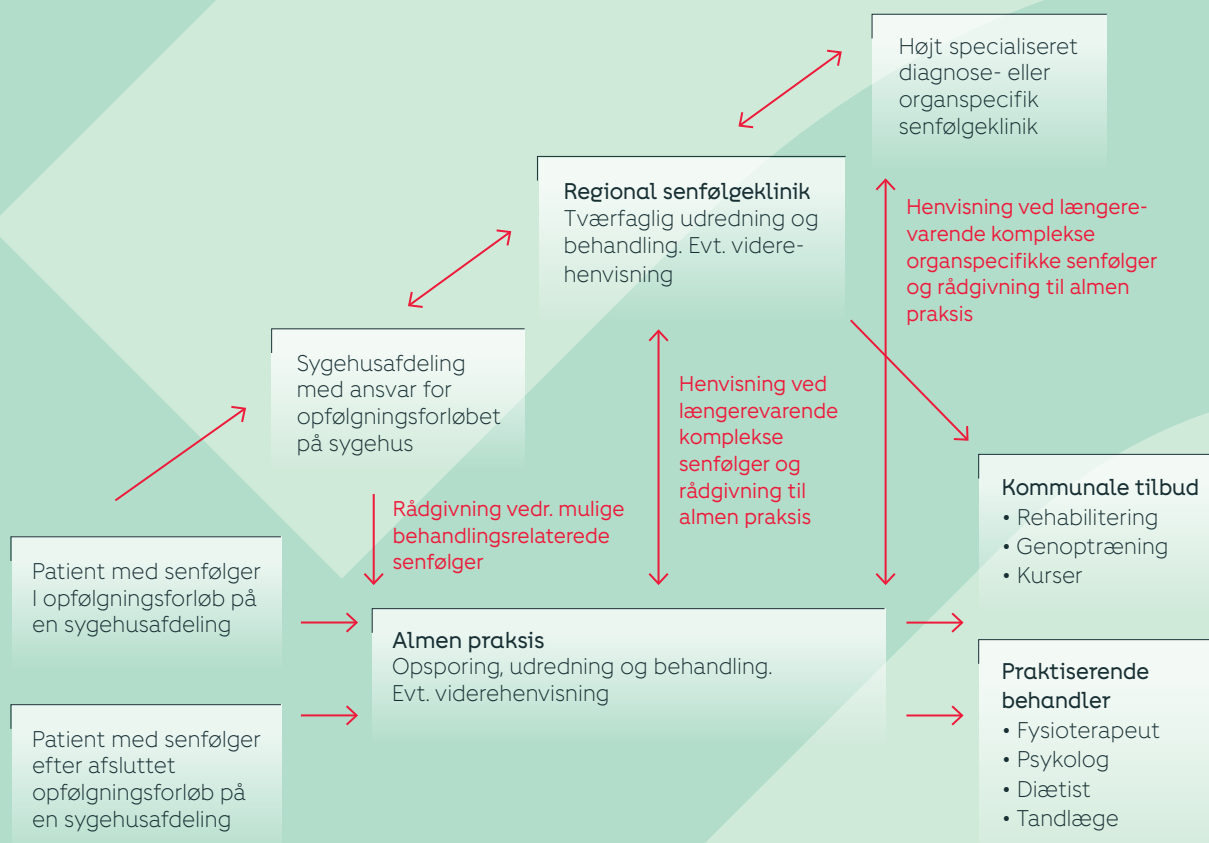 Højt specialiseret
diagnose- eller
organspecifik
senfølgeklinik
Regional senfølgeklinik
Tværfaglig udredning og
behandling. Evt. videre-
henvisning
Henvisning ved længere-
varende komplekse
organspecifikke senfølger
og rådgivning til almen
praksis
Sygehusafdeling
med ansvar for
opfølgningsforløbet
på sygehus
Henvisning ved
længerevarende
komplekse
senfølger og
rådgivning til
almen praksis
Rådgivning vedr. mulige
behandlingsrelaterede
senfølger
Kommunale tilbud
• Rehabilitering
• Genoptræning
• Kurser
Patient med senfølger
I opfølgningsforløb på
en sygehusafdeling
Almen praksis
Opsporing, udredning og behandling.
Evt. viderehenvisning
Praktiserende
behandler
• Fysioterapeut
• Psykolog
• Diætist
• Tandlæge
Patient med senfølger
efter afsluttet
opfølgningsforløb på
en sygehusafdeling